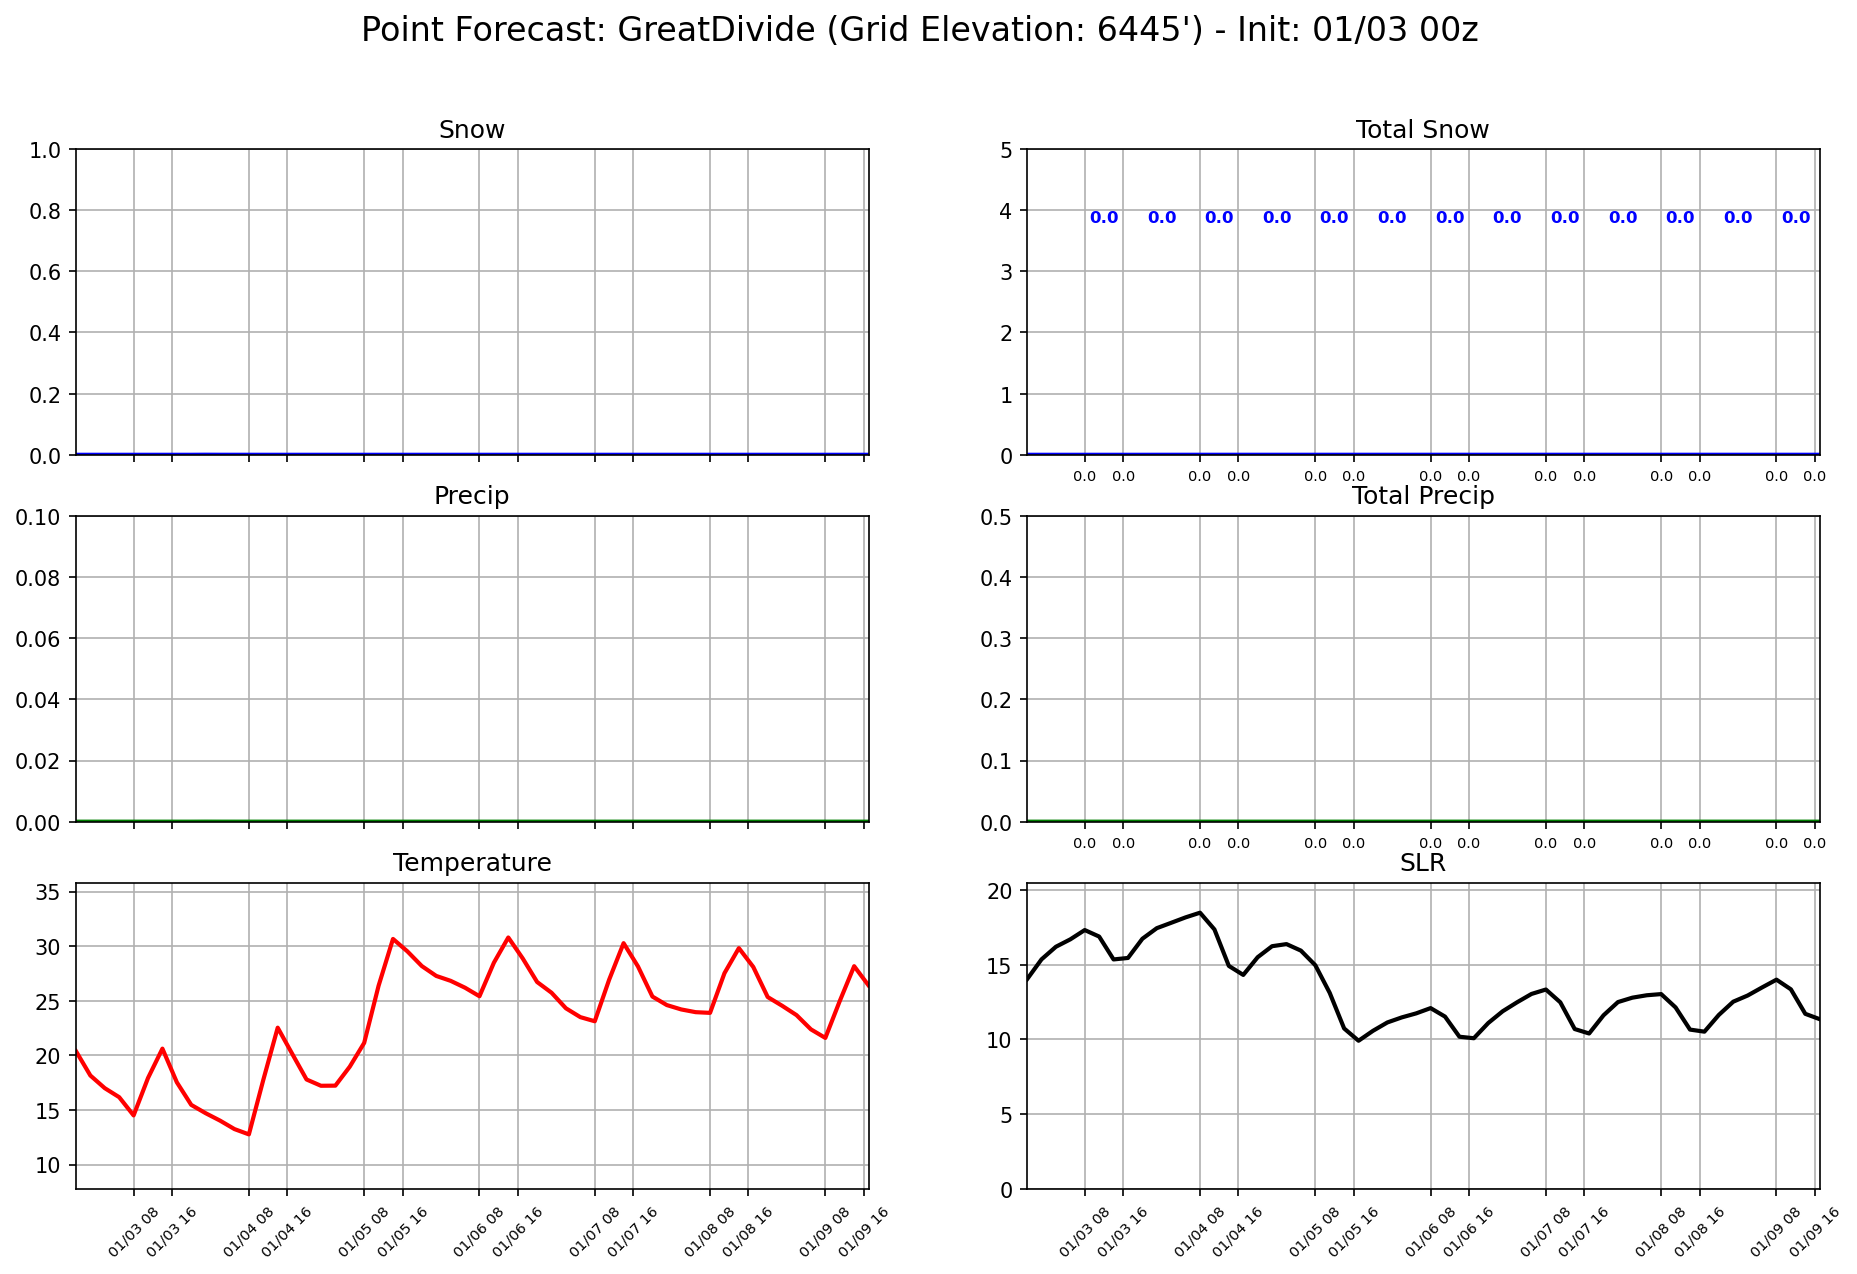 Point Forecast: GreatDivide (Grid Elevation: 6445') - Init: 01/03 00z
Snow
1.0
0.8
0.6
0.4
0.2
0.0
Total Snow
5
4
3
2
1
0
0.0 0.0 0.0 0.0 0.0 0.0 0.0 0.0 0.0 0.0 0.0 0.0 0.0
0.0 0.0 0.0 0.0 0.0 0.0 0.0 0.0 0.0 0.0 0.0 0.0 0.0 0.0
Precip
0.10
0.08
0.06
0.04
0.02
0.00
Total Precip
0.5
0.4
0.3
0.2
0.1
0.0
0.0 0.0 0.0 0.0 0.0 0.0 0.0 0.0 0.0 0.0 0.0 0.0 0.0 0.0
Temperature
35
30
25
20
15
10
01/03 08 01/03 16 01/04 08 01/04 16 01/05 08 01/05 16 01/06 08 01/06 16 01/07 08 01/07 16 01/08 08 01/08 16 01/09 08 01/09 16
SLR
20
15
10
5
0
01/03 08 01/03 16 01/04 08 01/04 16 01/05 08 01/05 16 01/06 08 01/06 16 01/07 08 01/07 16 01/08 08 01/08 16 01/09 08 01/09 16